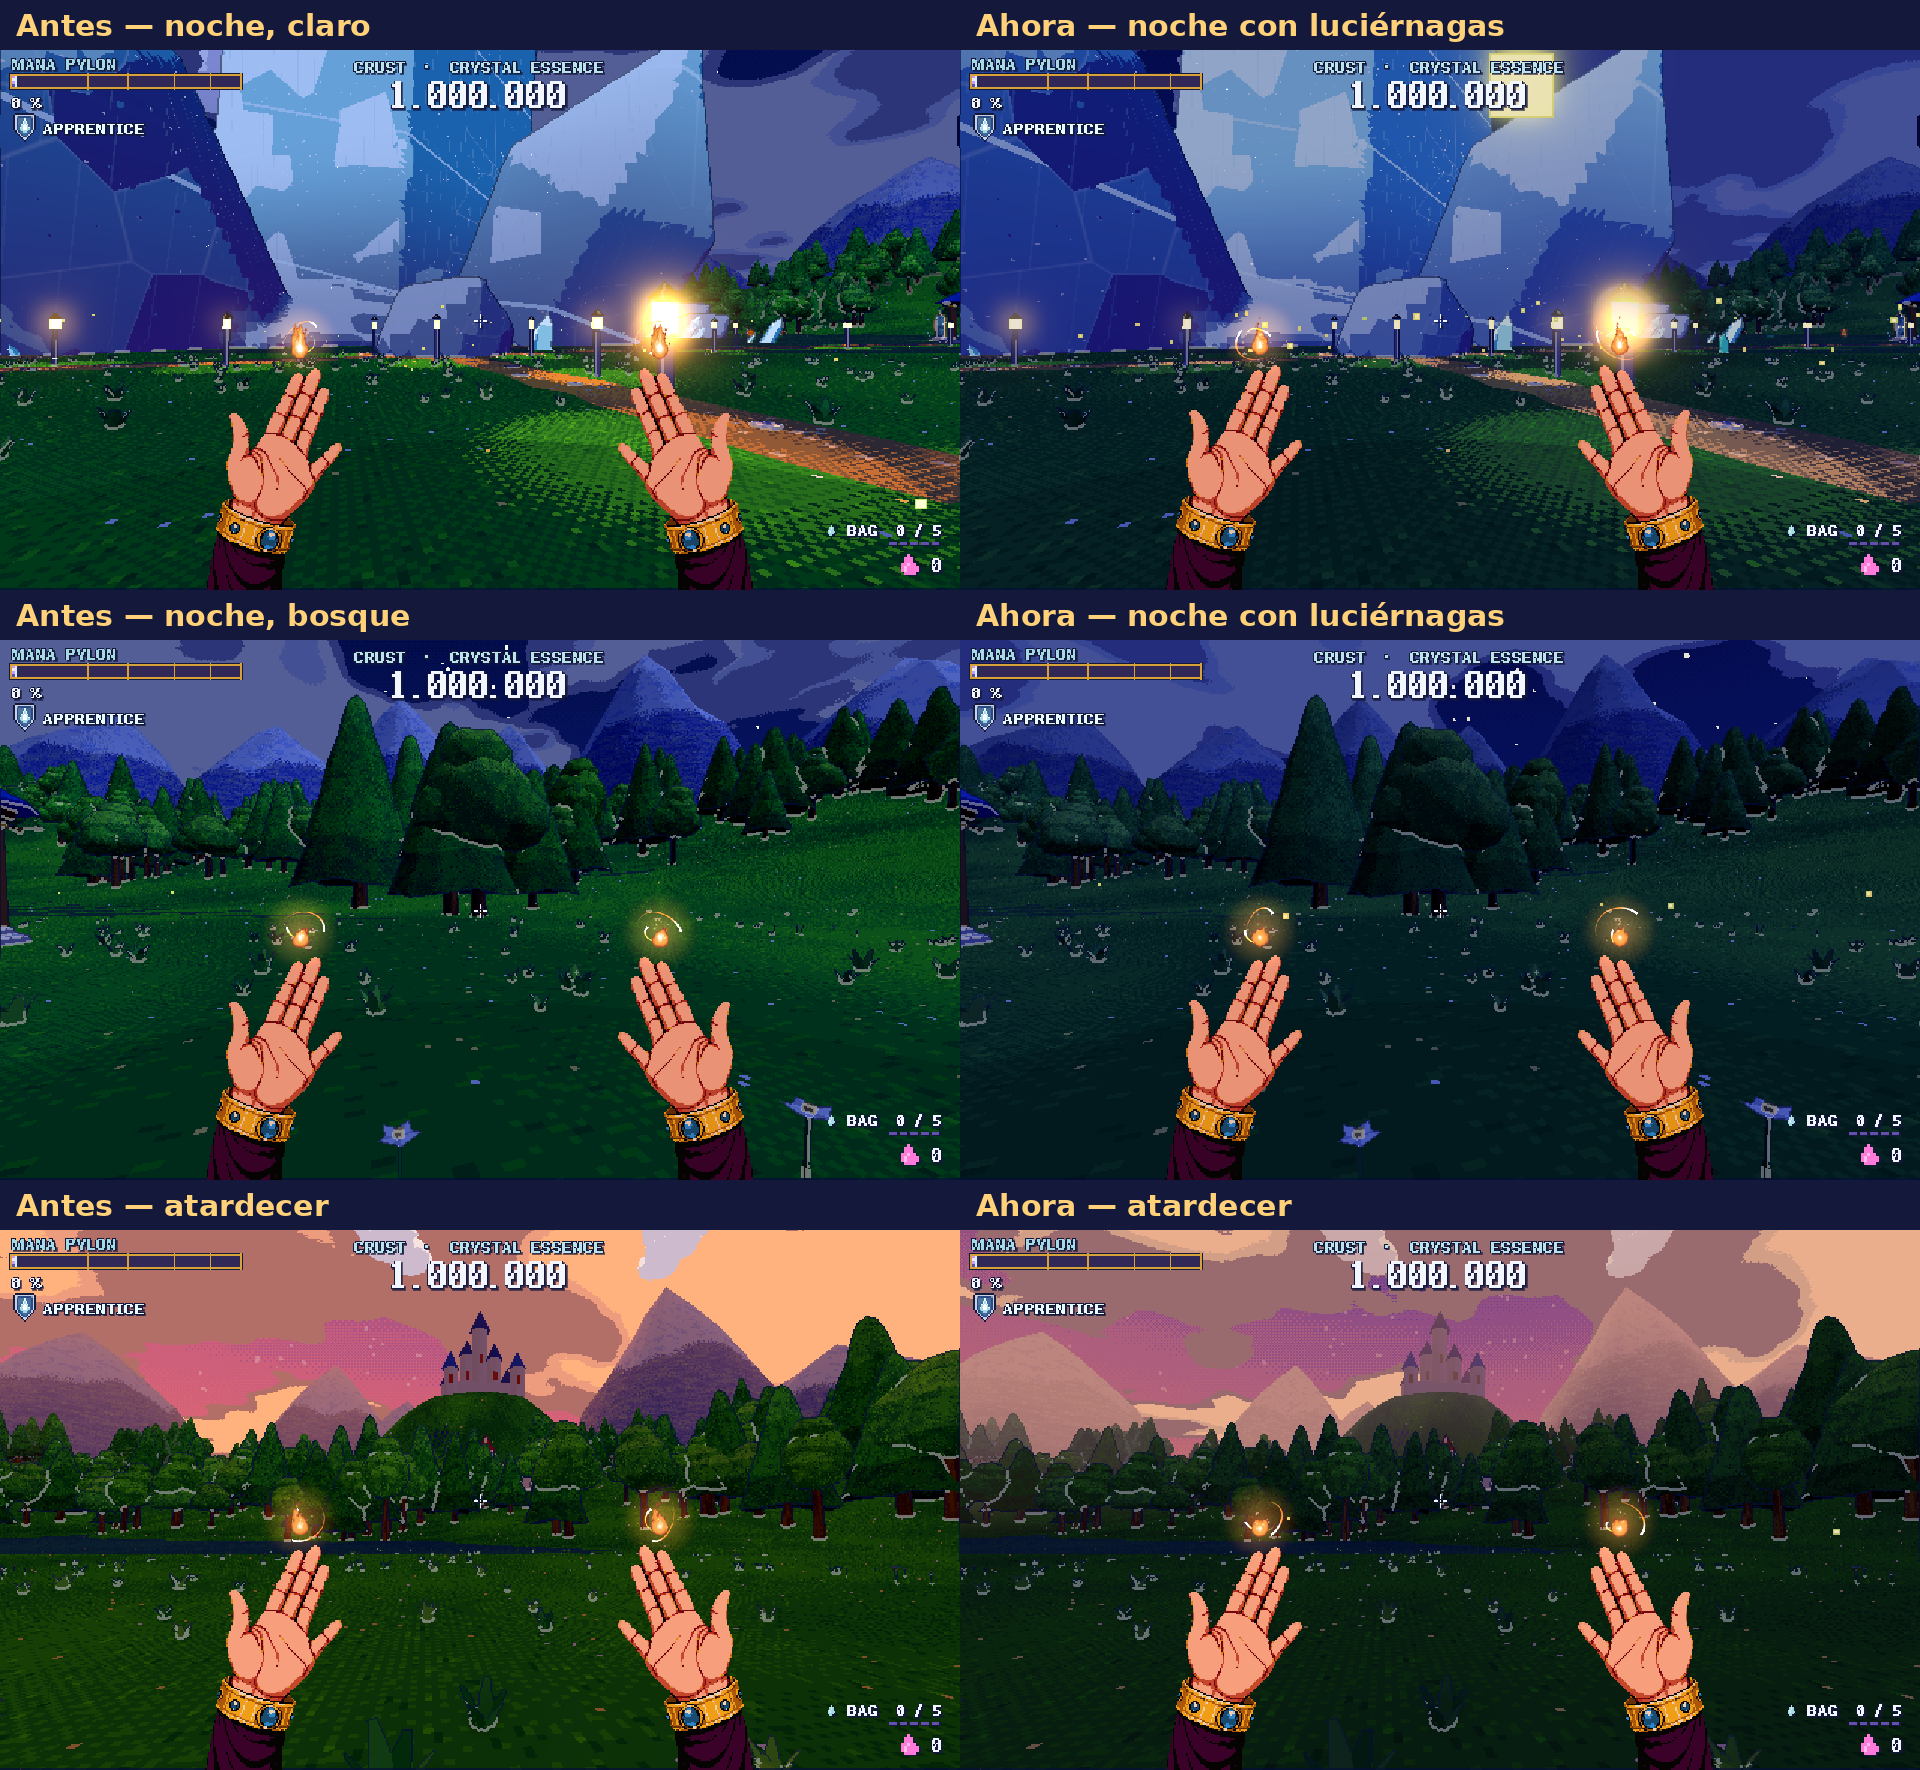 Antes — noche, claro
MANA PYLON
0 %
APPRENTICE
CRUST · CRYSTAL ESSENCE
1.000.000
BAG 0 / 5
0
Ahora — noche con luciérnagas
MANA PYLON
0 %
APPRENTICE
CRUST · CRYSTAL ESSENCE
1.000.000
BAG 0 / 5
0
Antes — noche, bosque
MANA PYLON
0 %
APPRENTICE
CRUST · CRYSTAL ESSENCE
1.000.000
BAG 0 / 5
0
Ahora — noche con luciérnagas
MANA PYLON
0 %
APPRENTICE
CRUST · CRYSTAL ESSENCE
1.000.000
BAG 0 / 5
0
Antes — atardecer
MANA PYLON
0 %
APPRENTICE
CRUST · CRYSTAL ESSENCE
1.000.000
BAG 0 / 5
0
Ahora — atardecer
MANA PYLON
0 %
APPRENTICE
CRUST · CRYSTAL ESSENCE
1.000.000
BAG 0 / 5
0